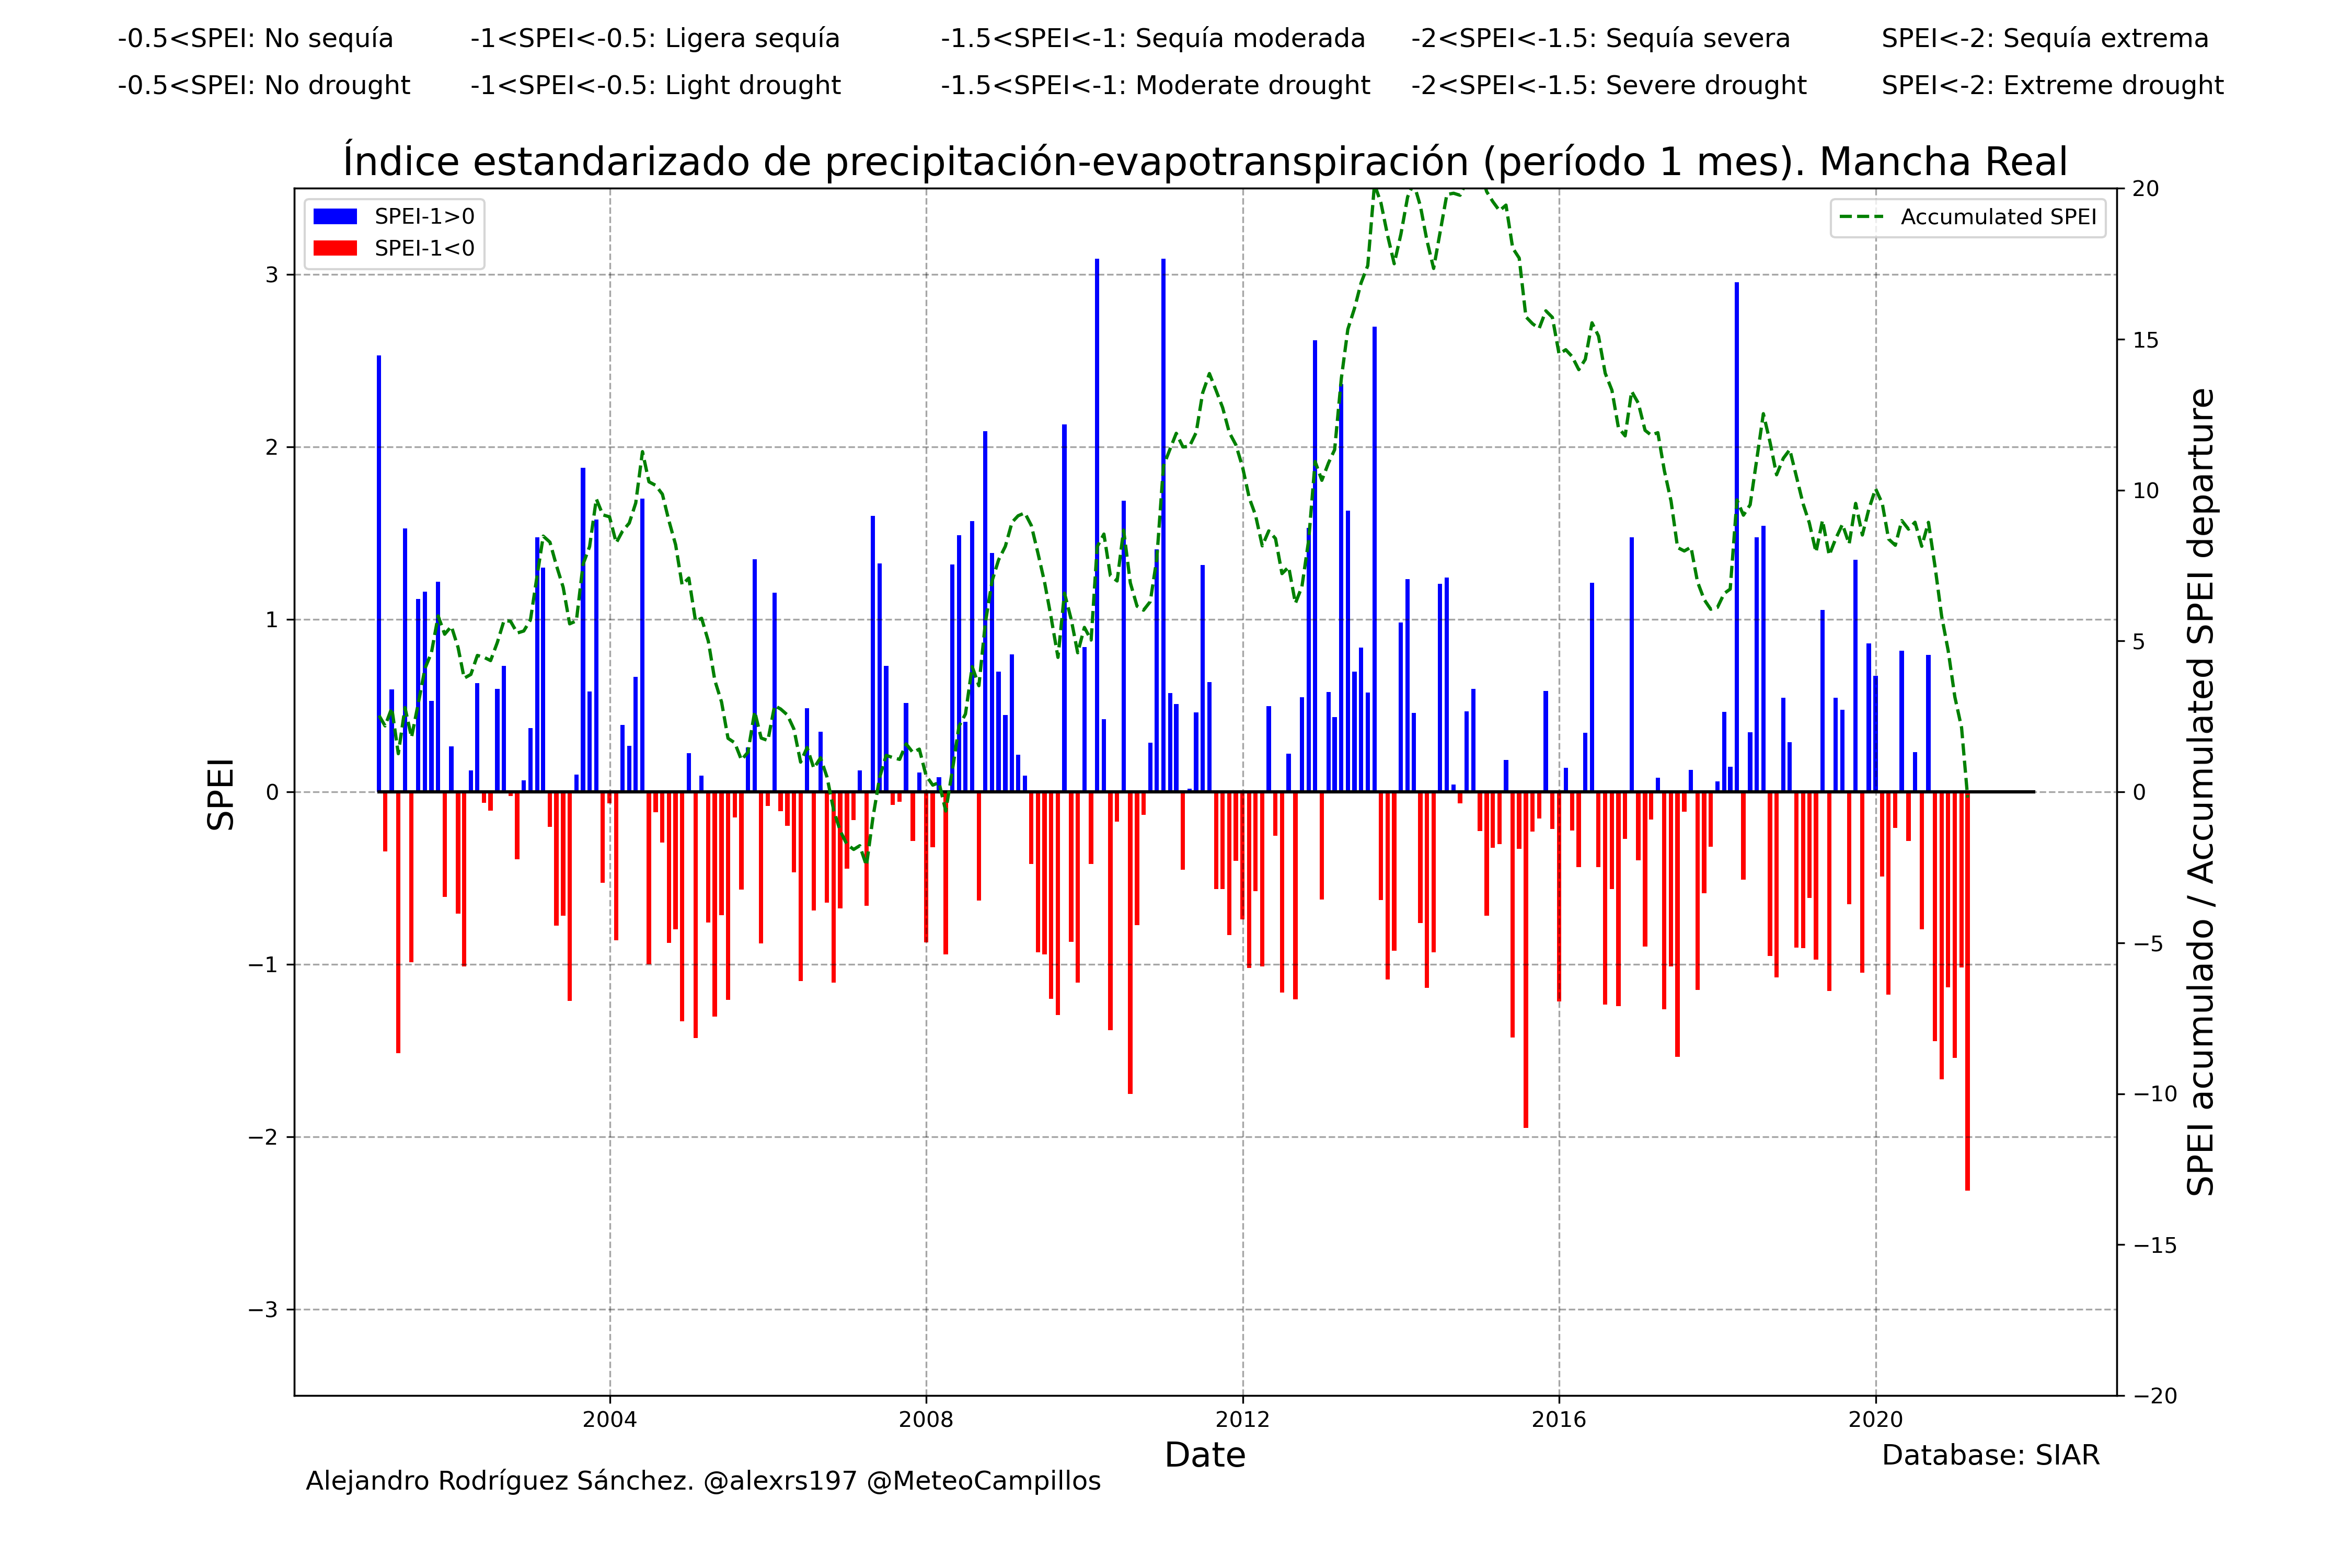 -0.5<SPEI: No sequía -1<SPEI<-0.5: Ligera sequía -1.5<SPEI<-1: Sequía moderada -2<SPEI<-1.5: Sequía severa SPEI<-2: Sequía extrema
-0.5<SPEI: No drought -1<SPEI<-0.5: Light drought -1.5<SPEI<-1: Moderate drought -2<SPEI<-1.5: Severe drought SPEI<-2: Extreme drought
Índice estandarizado de precipitación-evapotranspiración (período 1 mes). Mancha Real
SPEI-1>0
SPEI-1<0
Accumulated SPEI
SPEI
3
2
1
0
−1
−2
−3
20
15
10
5
0
−5
−10
−15
−20
SPEI acumulado / Accumulated SPEI departure
2004 2008 2012 2016 2020
Date
Database: SIAR
Alejandro Rodríguez Sánchez. @alexrs197 @MeteoCampillos